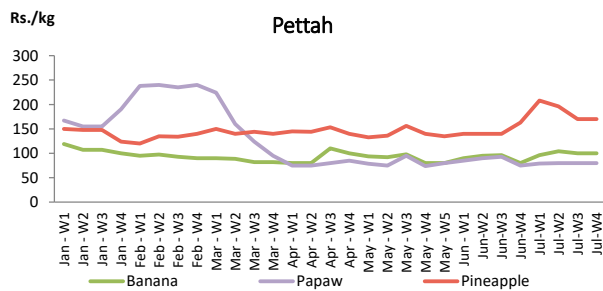 Rs./kg
Pettah
300
250
200
150
100
50
0
Jan - W1
Jan - W2
Jan - W3
Jan - W4
Feb - W1
Feb - W2
Feb - W3
Feb - W4
Mar - W1
Mar - W2
Mar - W3
Mar - W4
Apr - W1
Apr - W2
Apr - W3
Apr - W4
May - W1
May - W2
May - W3
May - W4
May - W5
Jun - W1
Jun-W2
Jun-W3
Jun-W4
Jul-W1
Jul-W2
Jul-W3
Jul-W4
Banana Papaw Pineapple